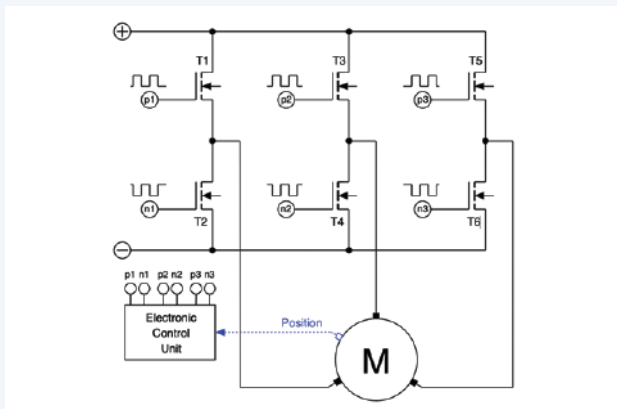 +
T1 T3 T5
p1 p2 p3
n1 n2 n3
T2 T4 T6
−
p1 n1 p2 n2 p3 n3
Electronic
Control
Unit
Position
M